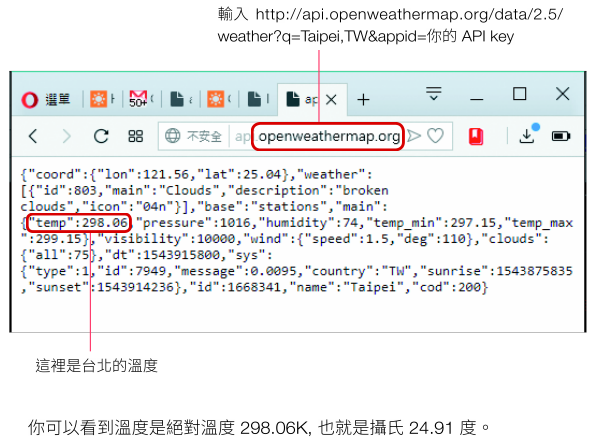 輸入 http://api.openweathermap.org/data/2.5/
weather?q=Taipei,TW&appid=你的 API key
選單
50+
ap
不安全 ap .openweathermap.org
{"coord":{"lon":121.56,"lat":25.04},"weather":
[{"id":803,"main":"Clouds","description":"broken
clouds","icon":"04n"}],"base":"stations","main":
{"temp":298.06,"pressure":1016,"humidity":74,"temp_min":297.15,"temp_max
":299.15},"visibility":10000,"wind":{"speed":1.5,"deg":110},"clouds":
{"all":75},"dt":1543915800,"sys":
{"type":1,"id":7949,"message":0.0095,"country":"TW","sunrise":1543875835
,"sunset":1543914236},"id":1668341,"name":"Taipei","cod":200}
這裡是台北的溫度
你可以看到溫度是絕對溫度 298.06K, 也就是攝氏 24.91 度。